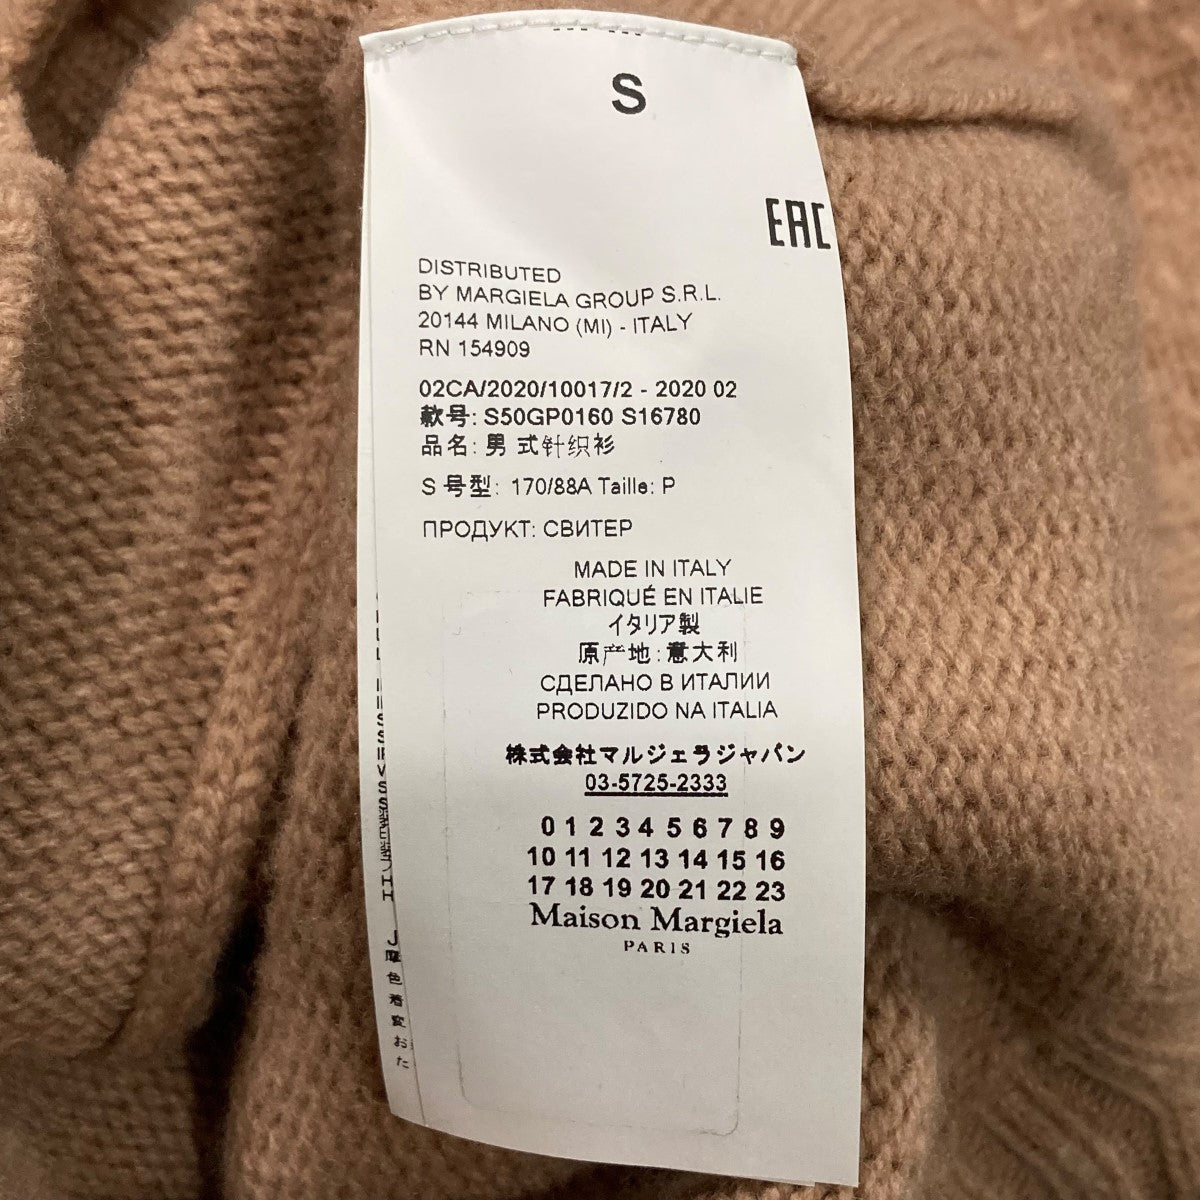 S
EAC
DISTRIBUTED
BY MARGIELA GROUP S.R.L.
20144 MILANO (MI) - ITALY
RN 154909
02CA/2020/10017/2 - 2020 02
款号: S50GP0160 S16780
品名: 男 式针织衫
S 号型: 170/88A Taille: P
ПРОДУКТ: СВИТЕР
MADE IN ITALY
FABRIQUÉ EN ITALIE
イタリア製
原产地: 意大利
СДЕЛАНО В ИТАЛИИ
PRODUZIDO NA ITALIA
株式会社マルジェラジャパン
03-5725-2333
0 1 2 3 4 5 6 7 8 9
10 11 12 13 14 15 16
17 18 19 20 21 22 23
Maison Margiela
PARIS